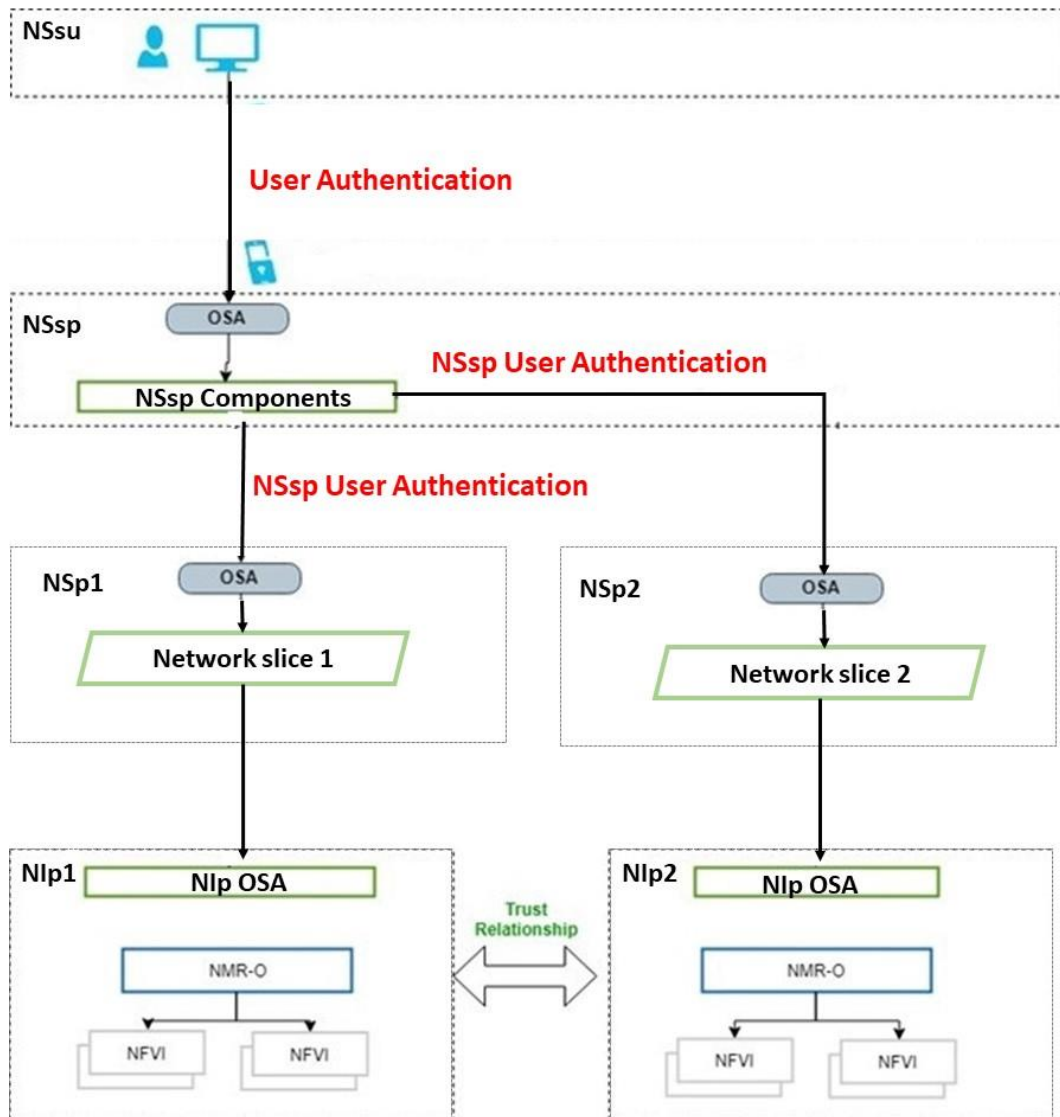 NSsu
User Authentication
NSsp
OSA
NSsp User Authentication
NSsp Components
NSsp User Authentication
NSp1
OSA
Network slice 1
NSp2
OSA
Network slice 2
NIp1
NIp OSA
NMR-O
NFVI
NFVI
Trust
Relationship
NIp2
NIp OSA
NMR-O
NFVI
NFVI